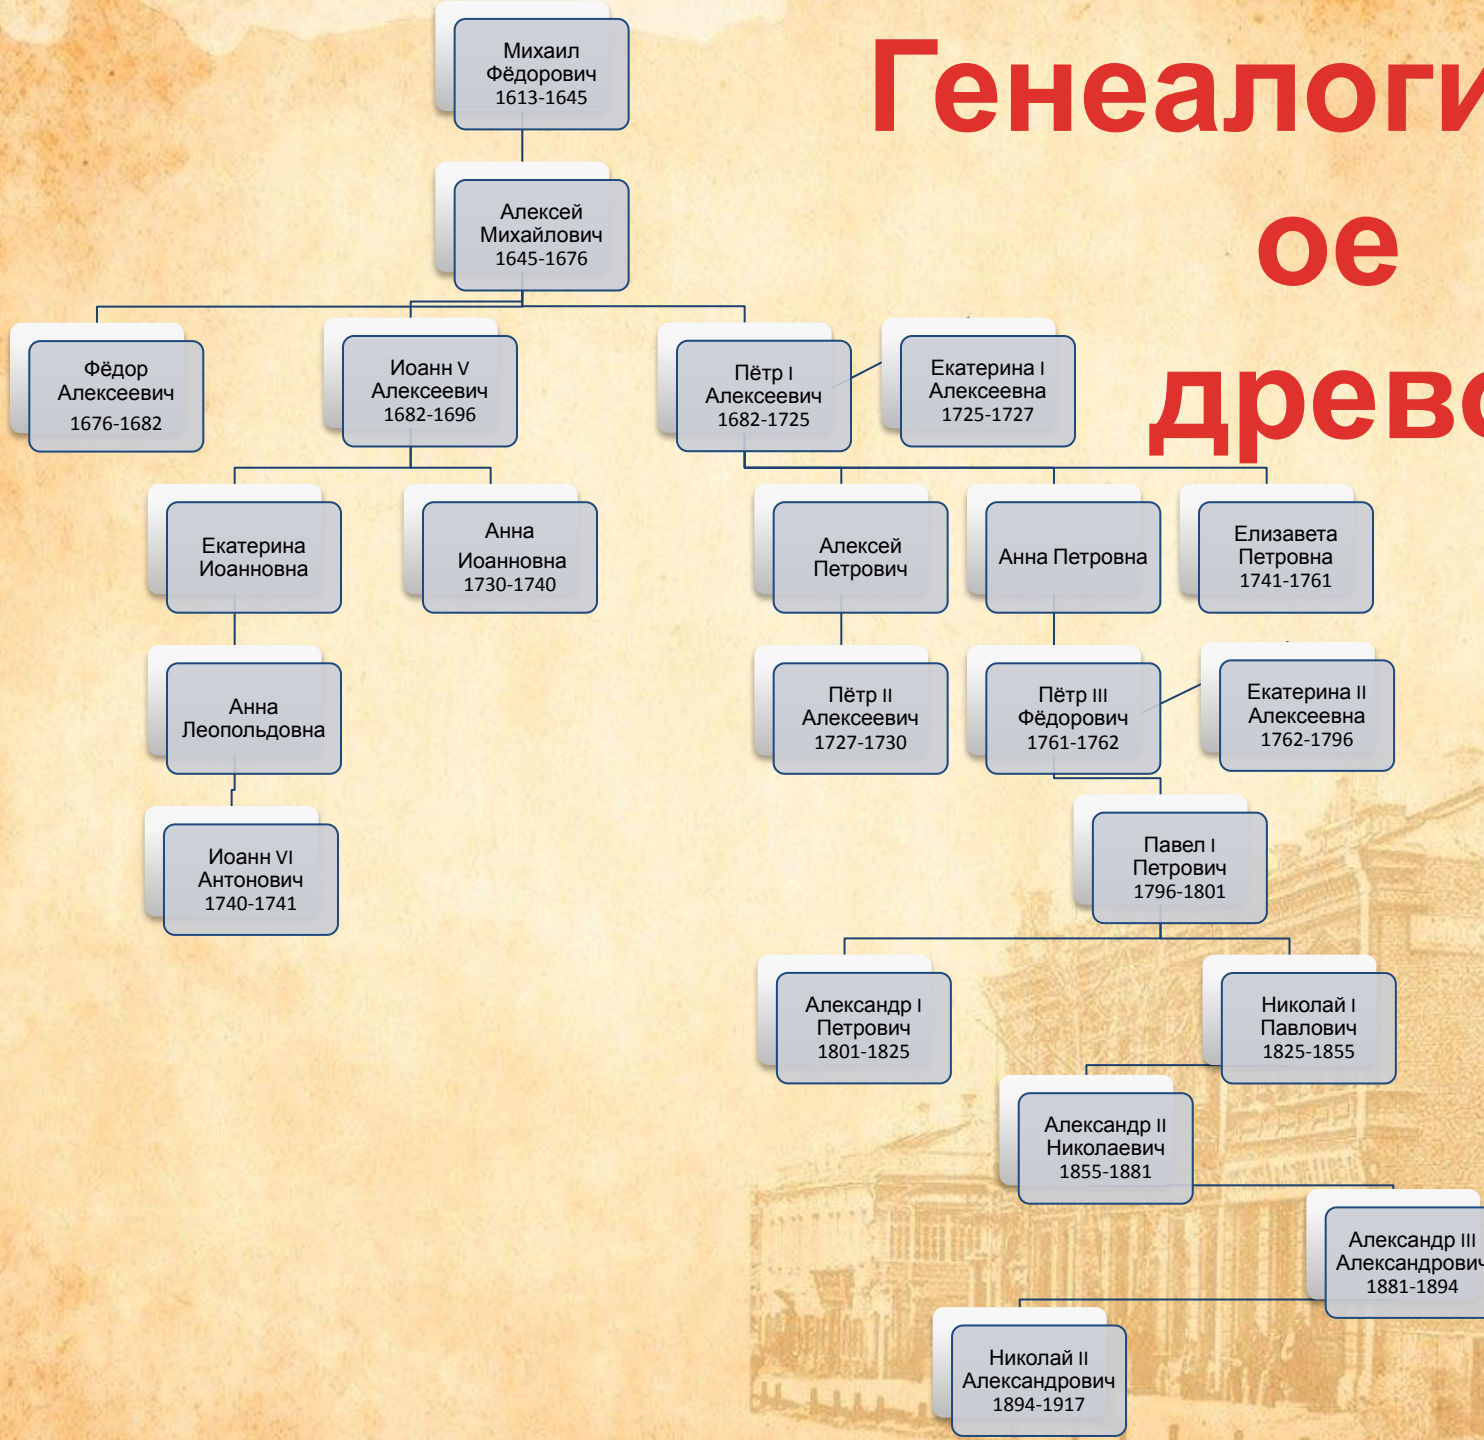 Генеалоги
ое
древо
Михаил
Фёдорович
1613-1645
Алексей
Михайлович
1645-1676
Фёдор
Алексеевич
1676-1682
Иоанн V
Алексеевич
1682-1696
Пётр I
Алексеевич
1682-1725
Екатерина I
Алексеевна
1725-1727
Екатерина
Иоанновна
Анна
Иоанновна
1730-1740
Алексей
Петрович
Анна Петровна
Елизавета
Петровна
1741-1761
Анна
Леопольдовна
Пётр II
Алексеевич
1727-1730
Пётр III
Фёдорович
1761-1762
Екатерина II
Алексеевна
1762-1796
Иоанн VI
Антонович
1740-1741
Павел I
Петрович
1796-1801
Александр I
Петрович
1801-1825
Николай I
Павлович
1825-1855
Александр II
Николаевич
1855-1881
Александр III
Александрович
1881-1894
Николай II
Александрович
1894-1917